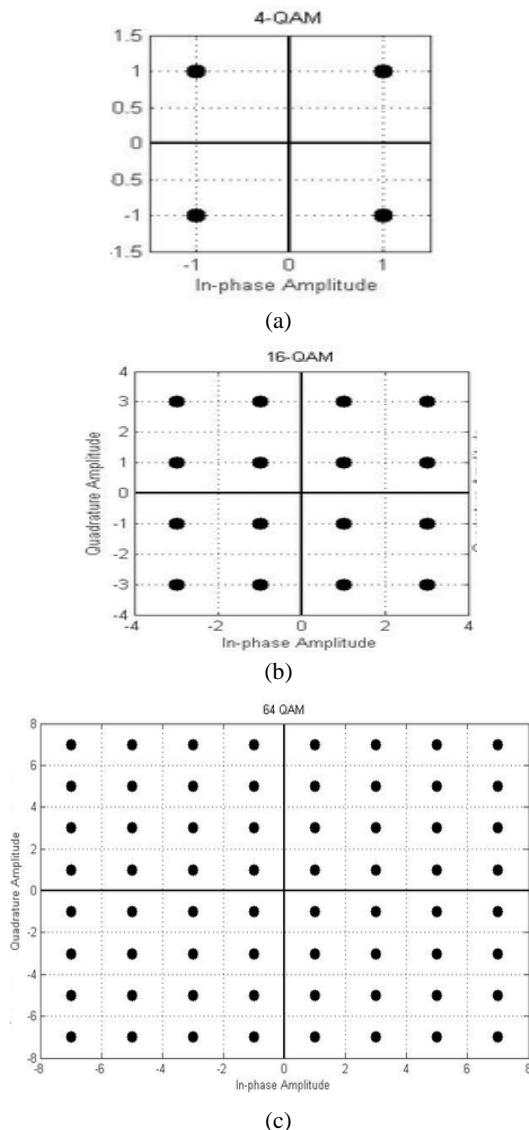 4-QAM
1.5
1
0.5
0
-0.5
-1
-1.5
-1 0 1
In-phase Amplitude
(a)
16-QAM
Quadrature Amplitude
4
3
2
1
0
-1
-2
-3
-4
-4 -2 0 2 4
In-phase Amplitude
(b)
64 QAM
Quadrature Amplitude
8
6
4
2
0
-2
-4
-6
-8
-8 -6 -4 -2 0 2 4 6 8
In-phase Amplitude
(c)